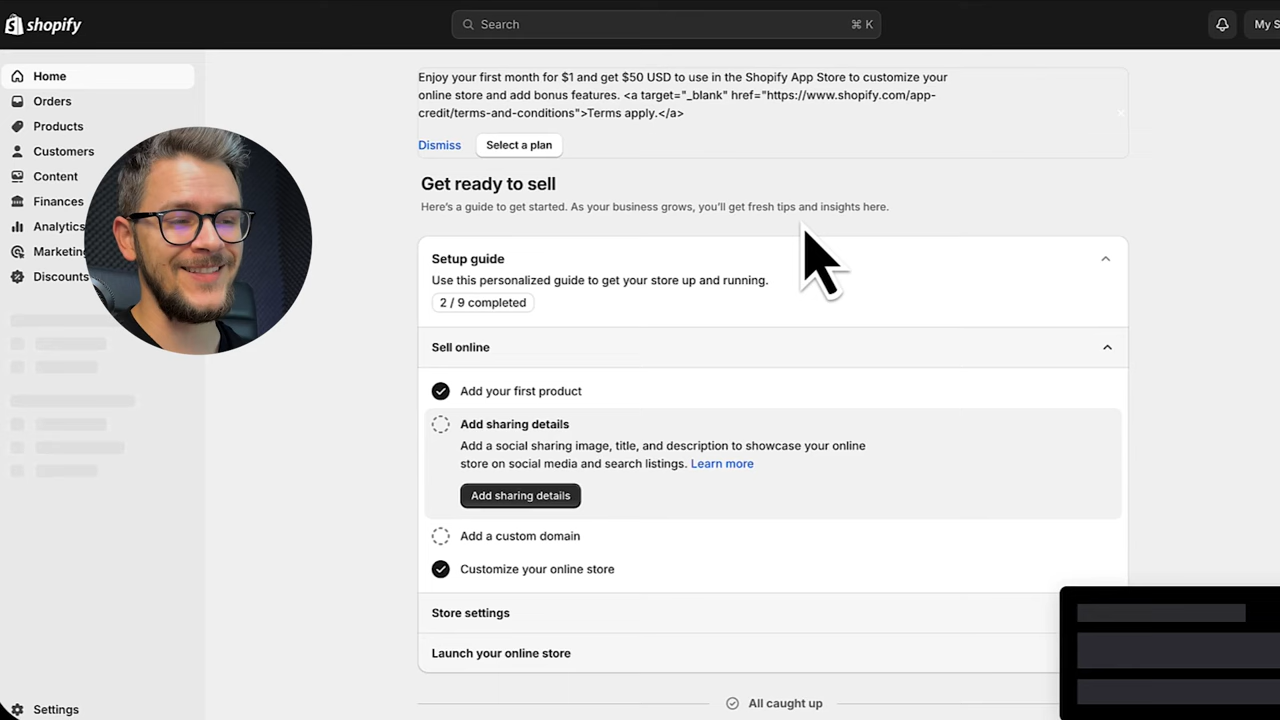 shopify
Search
⌘ K
My S
Home
Orders
Products
Customers
Content
Finances
Analytics
Marketing
Discounts
Settings
Enjoy your first month for $1 and get $50 USD to use in the Shopify App Store to customize your
online store and add bonus features. <a target="_blank" href="https://www.shopify.com/app-
credit/terms-and-conditions">Terms apply.</a>
Dismiss
Select a plan
Get ready to sell
Here's a guide to get started. As your business grows, you'll get fresh tips and insights here.
Setup guide
Use this personalized guide to get your store up and running.
2 / 9 completed
Sell online
Add your first product
Add sharing details
Add a social sharing image, title, and description to showcase your online
store on social media and search listings. Learn more
Add sharing details
Add a custom domain
Customize your online store
Store settings
Launch your online store
All caught up